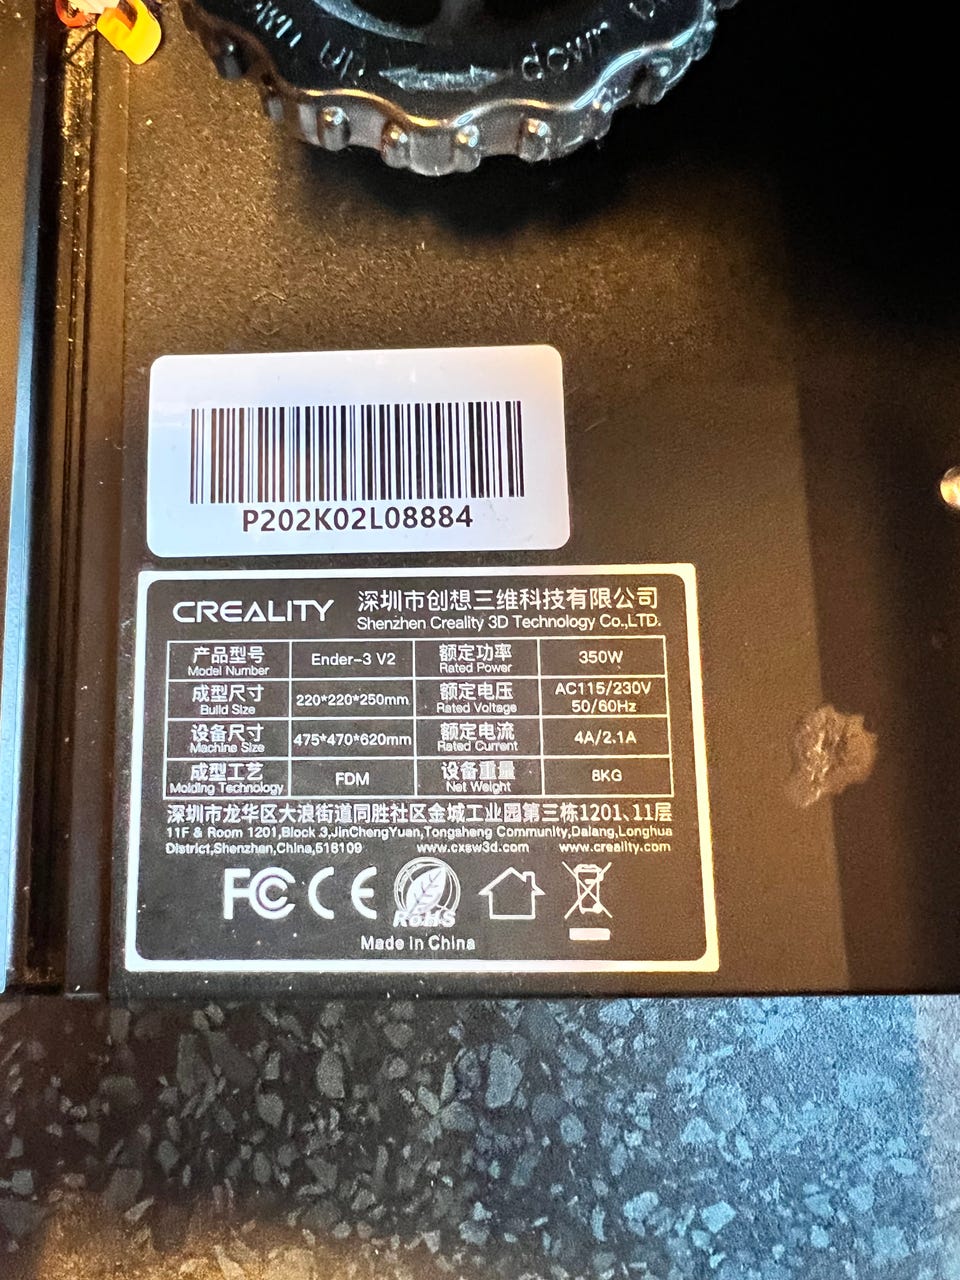 up down
P202K02L08884
CREALITY 深圳市创想三维科技有限公司
Shenzhen Creality 3D Technology Co.,LTD.
产品型号 Ender-3 V2 额定功率 350W
Model Number Rated Power
成型尺寸 220*220*250mm 额定电压 AC115/230V
Build Size Rated Voltage 50/60Hz
设备尺寸 475*470*620mm 额定电流 4A/2.1A
Machine Size Rated Current
成型工艺 FDM 设备重量 8KG
Molding Technology Net Weight
深圳市龙华区大浪街道同胜社区金城工业园第三栋1201、11层
11F & Room 1201,Block 3,JinChengYuan,Tongsheng Community,Dalang,Longhua
District,Shenzhen,China,518109 www.cxsw3d.com www.creality.com
FC CE RoHS
Made in China